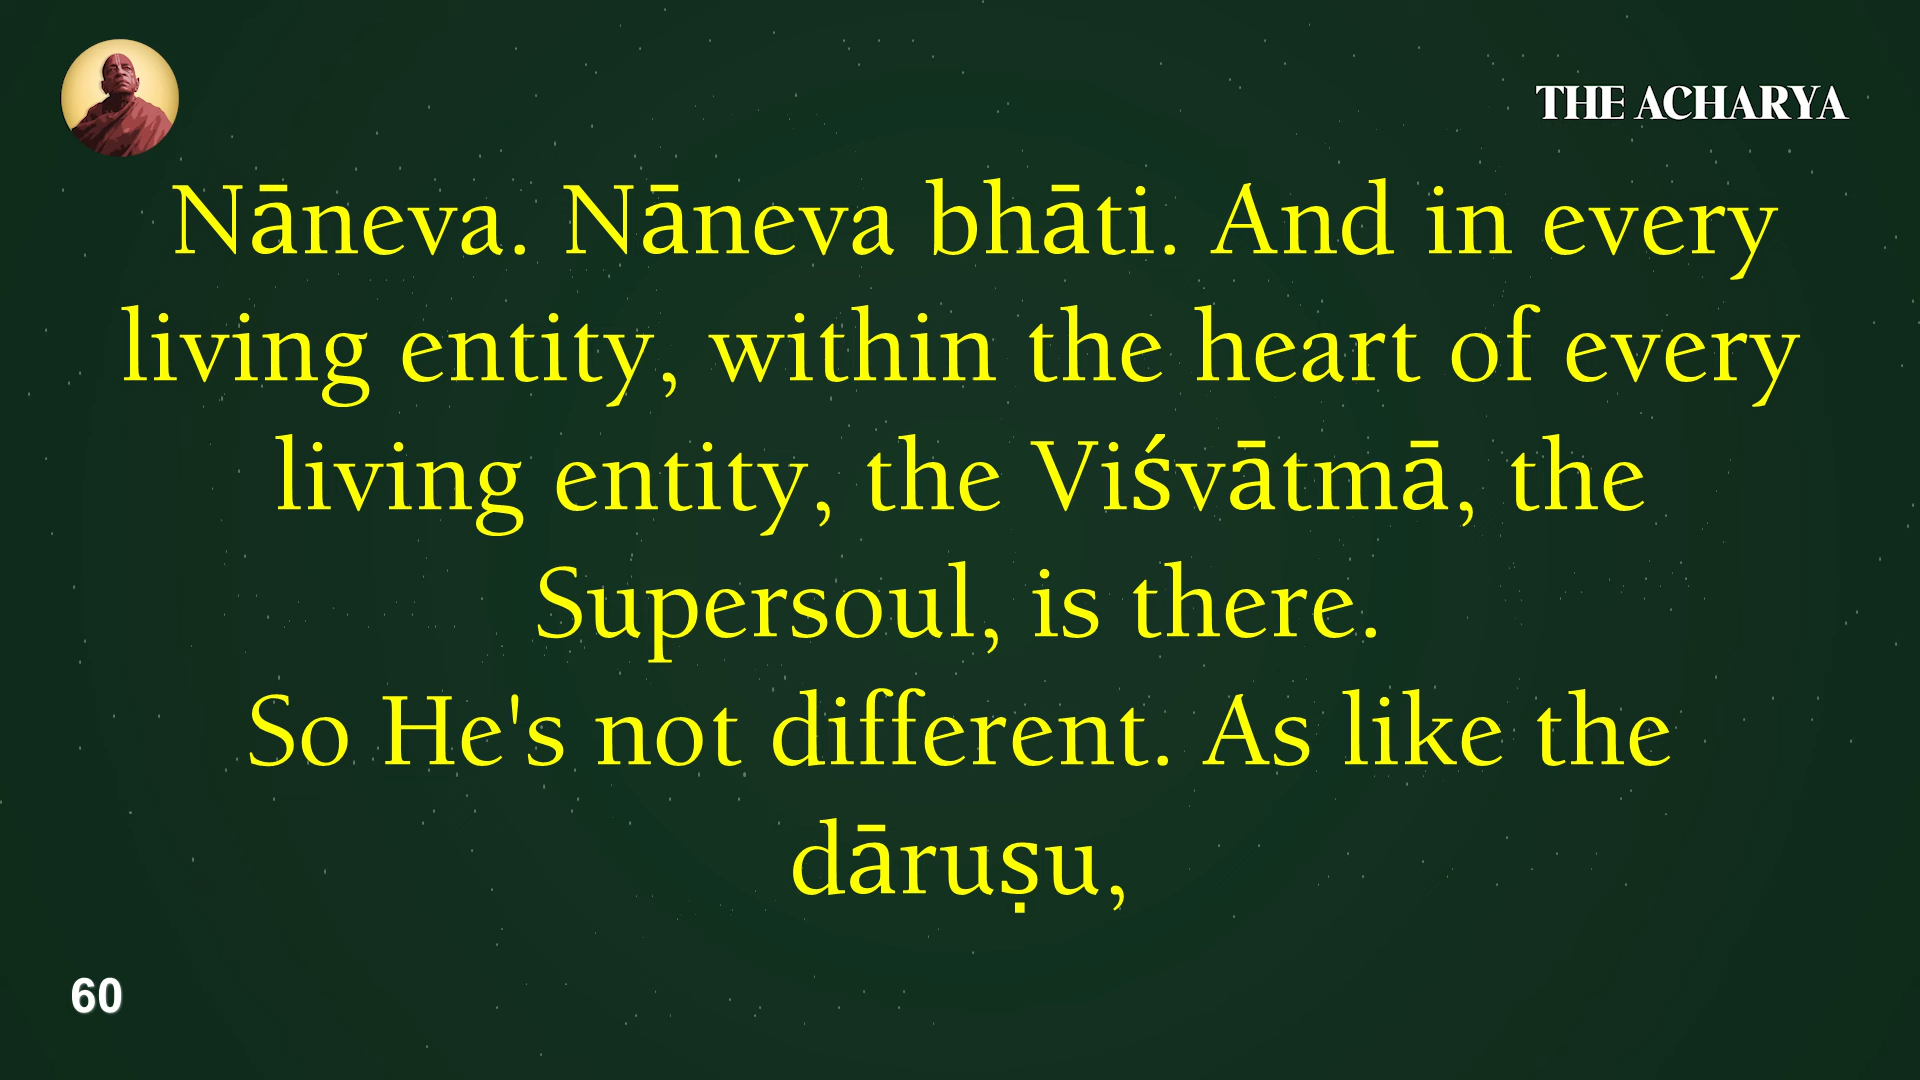 THE ACHARYA
Nāneva. Nāneva bhāti. And in every
living entity, within the heart of every
living entity, the Viśvātmā, the
Supersoul, is there.
So He's not different. As like the
dāruṣu,
60